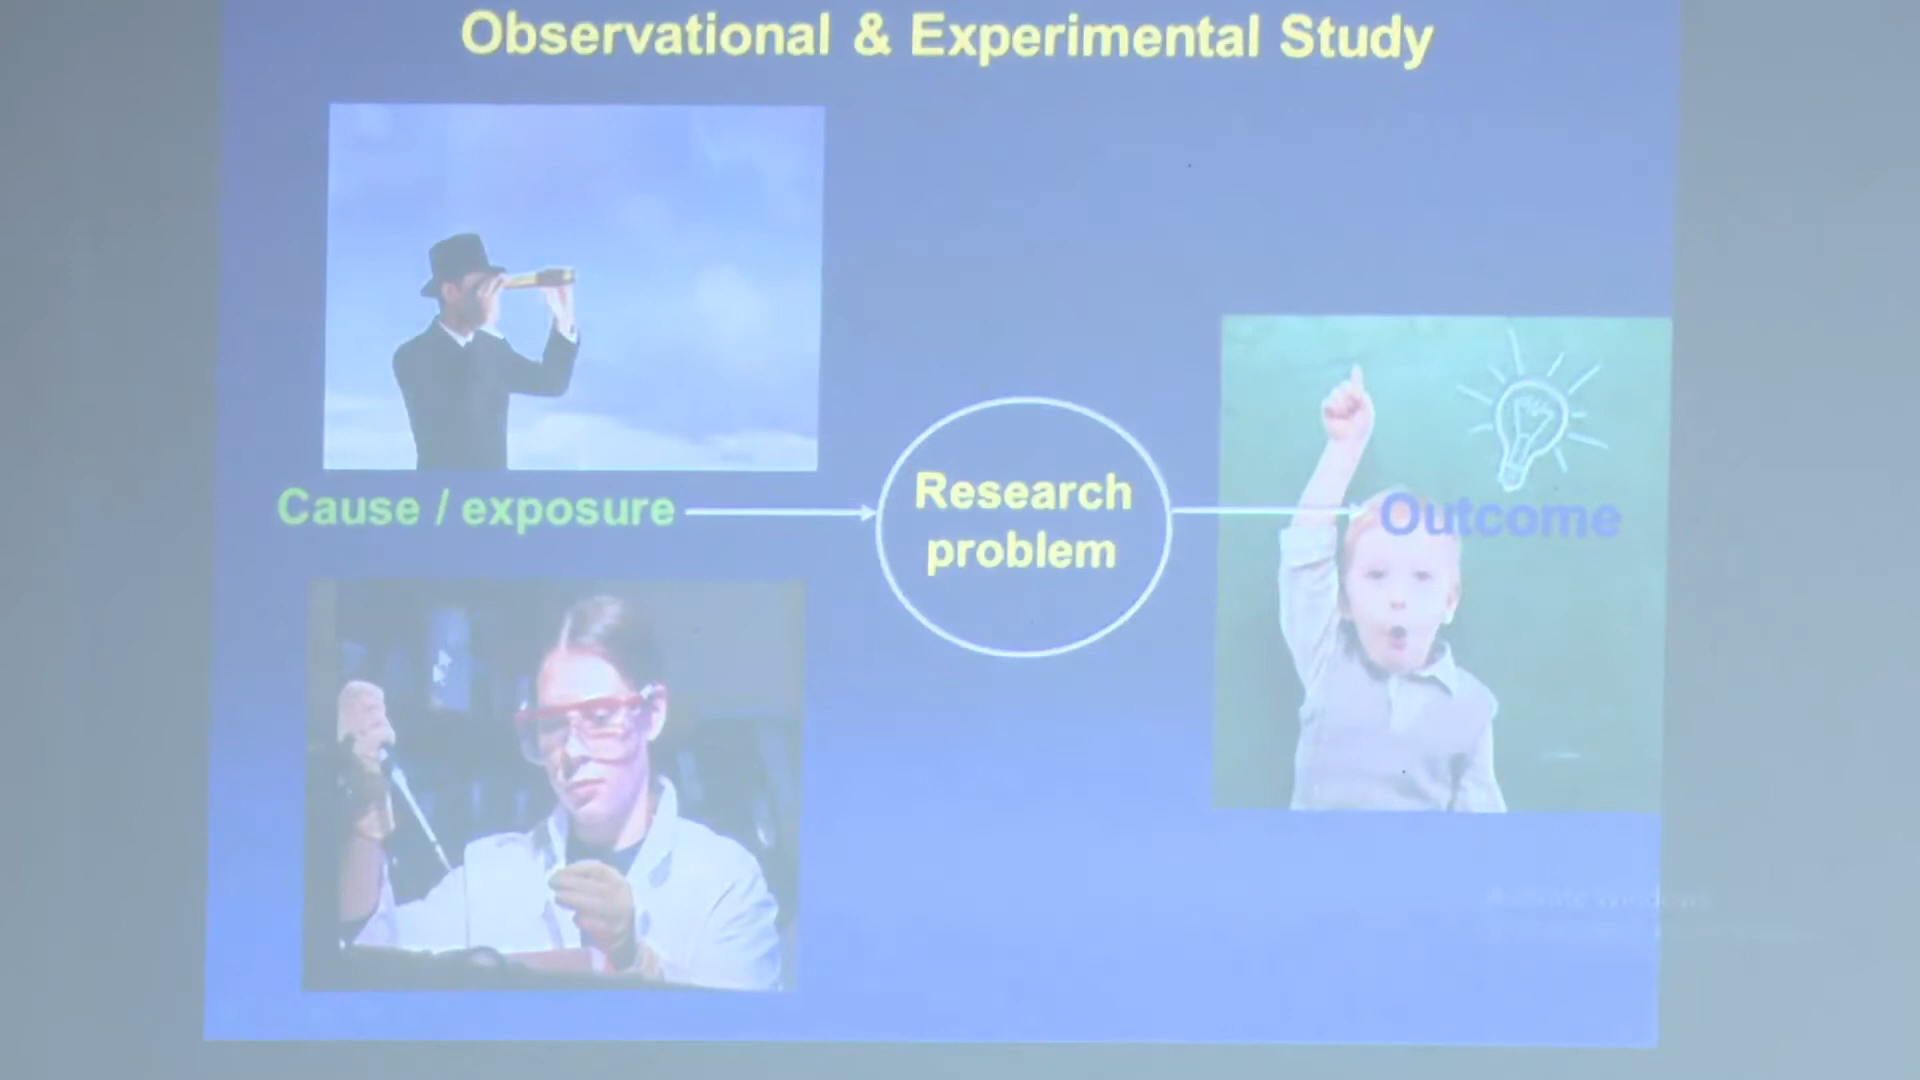 Observational & Experimental Study
Cause / exposure
Research
problem
Outcome